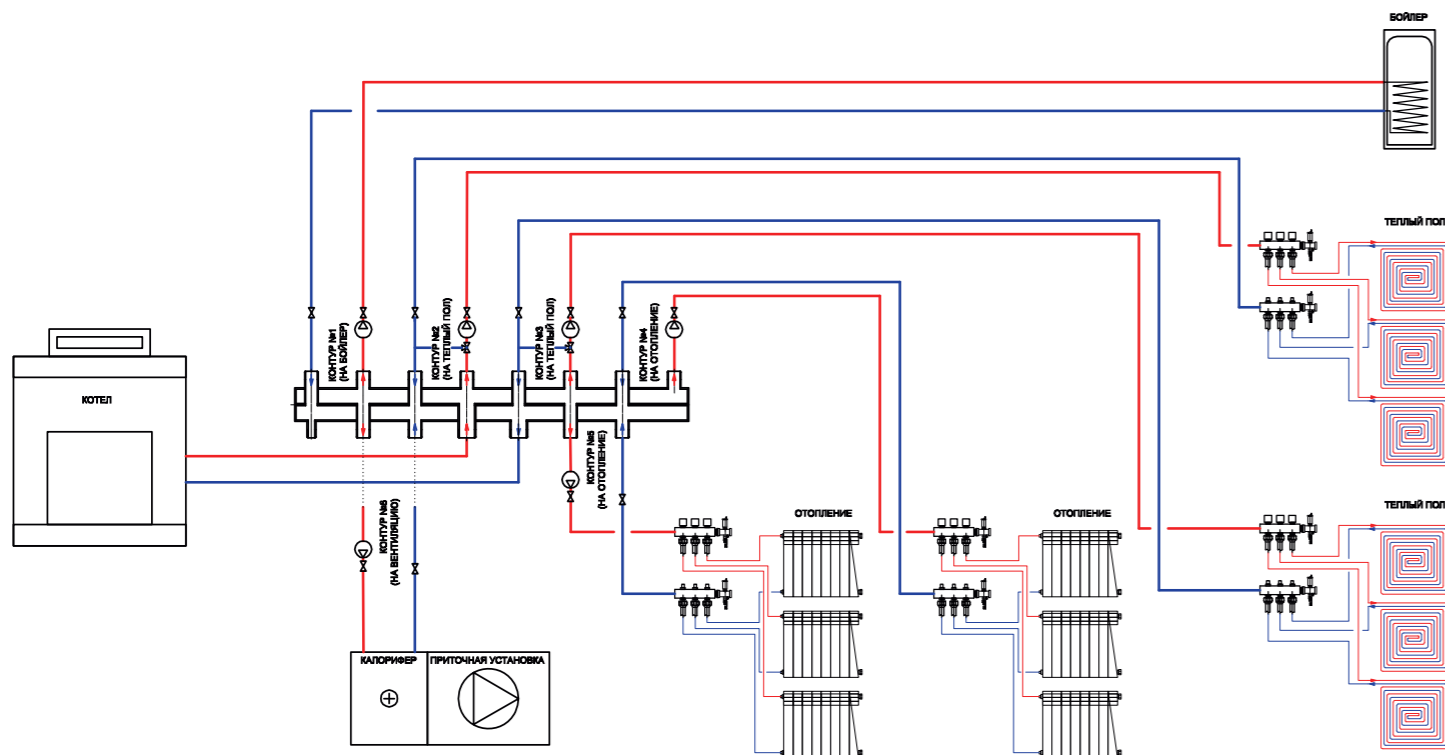 БОЙЛЕР
ТЕПЛЫЙ ПОЛ
КОНТУР №1
(НА БОЙЛЕР)
КОНТУР №2
(НА ТЕПЛЫЙ ПОЛ)
КОНТУР №3
(НА ТЕПЛЫЙ ПОЛ)
КОНТУР №4
(НА ОТОПЛЕНИЕ)
КОТЕЛ
КОНТУР №5
(НА ОТОПЛЕНИЕ)
КОНТУР №6
(НА ВЕНТИЛЯЦИЮ)
ОТОПЛЕНИЕ
ОТОПЛЕНИЕ
ТЕПЛЫЙ ПОЛ
КАЛОРИФЕР
ПРИТОЧНАЯ УСТАНОВКА